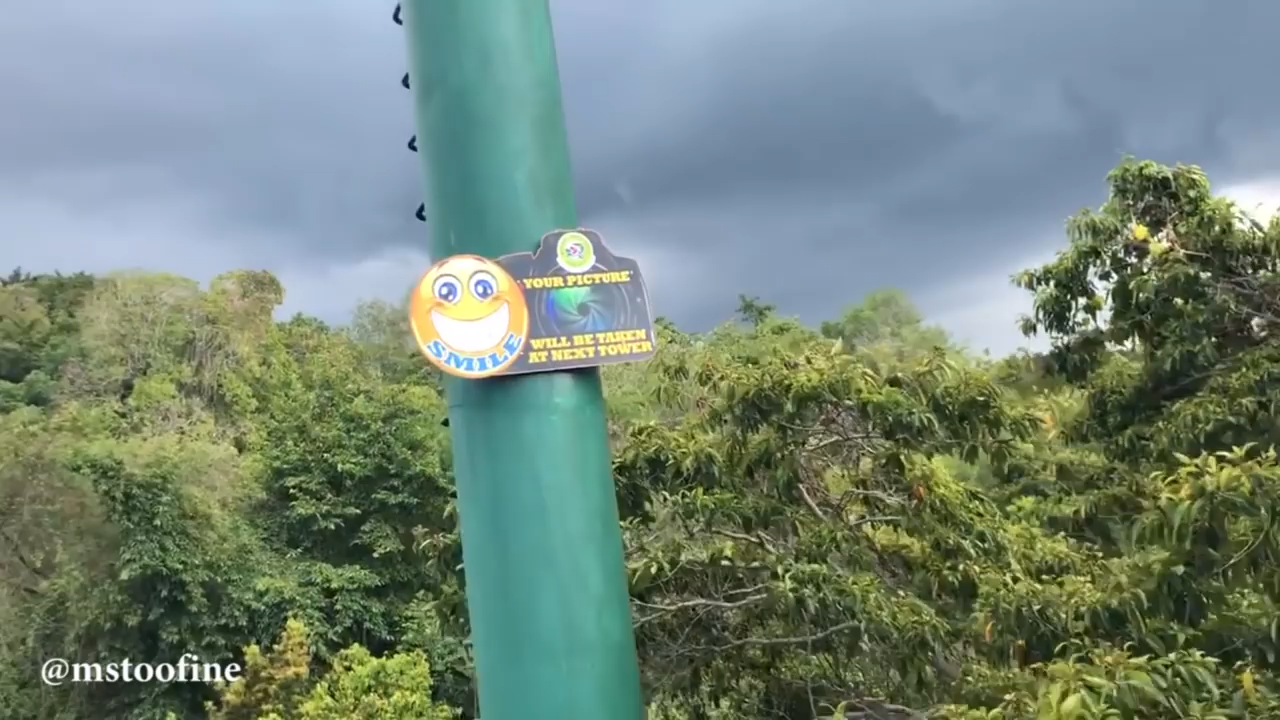 YOUR PICTURE
SMILE
WILL BE TAKEN
AT NEXT TOWER
@mstoofine